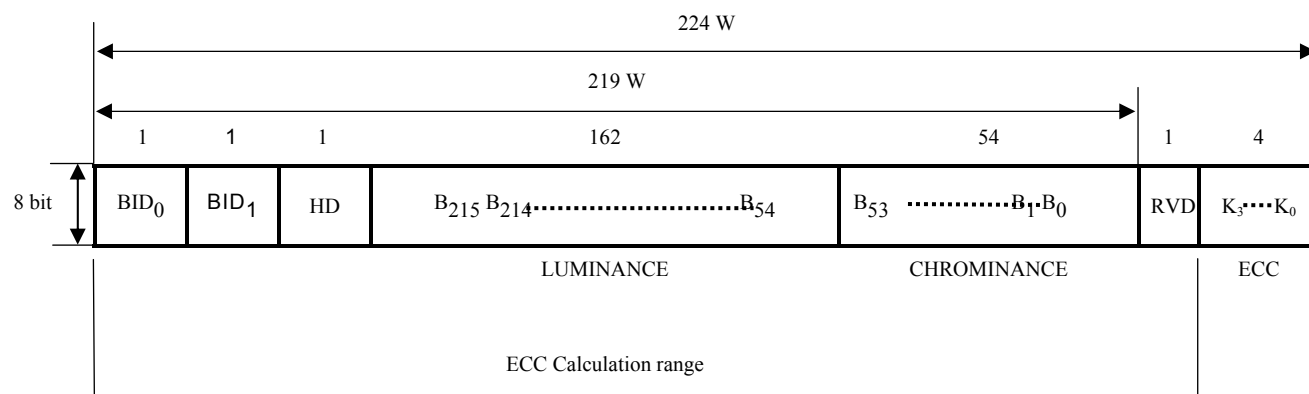 224 W
219 W
1 1 1 162 54 1 4
8 bit BID0 BID1 HD B215 B214 B54 B53 B1 B0 RVD K3 K0
LUMINANCE CHROMINANCE ECC
ECC Calculation range